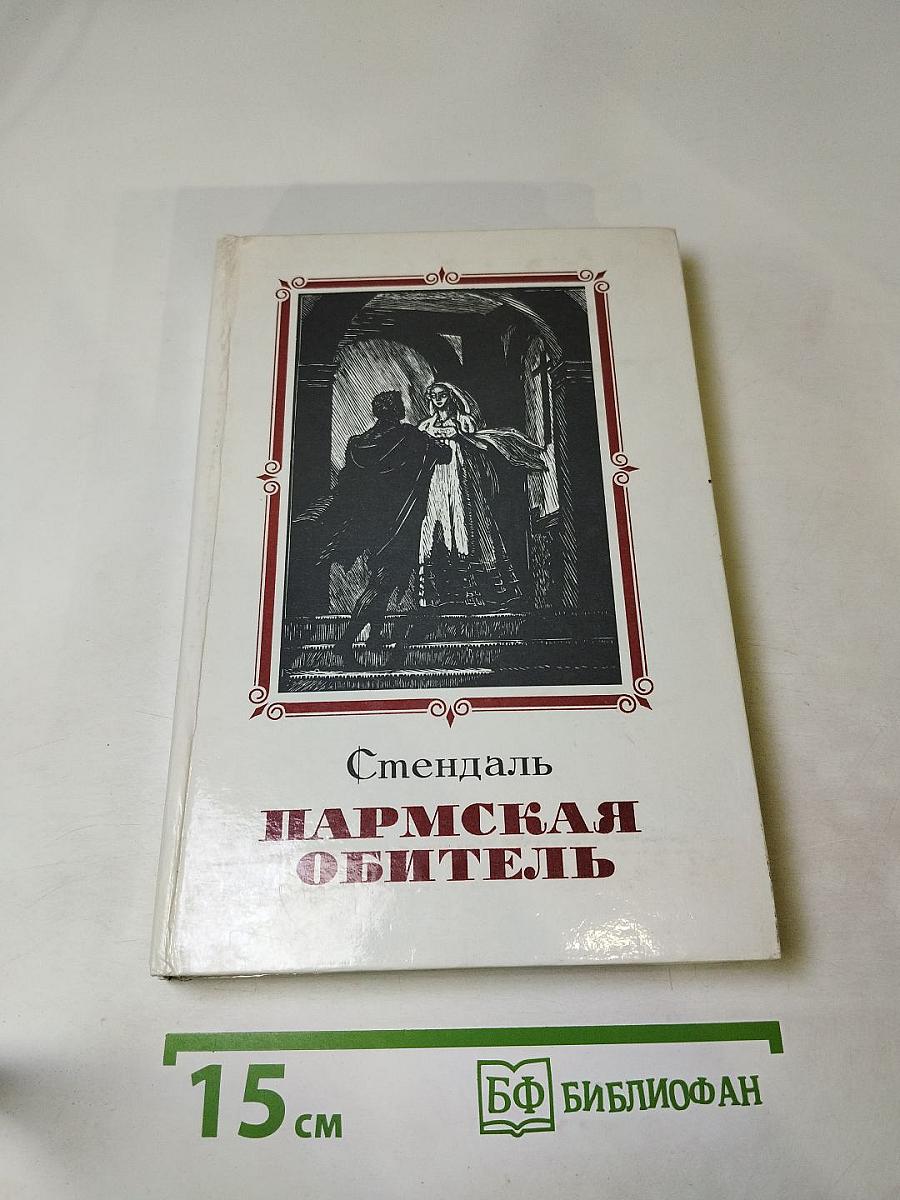 Стендаль
ПАРМСКАЯ
ОБИТЕЛЬ
15 см
БФ БИБЛИОФАН